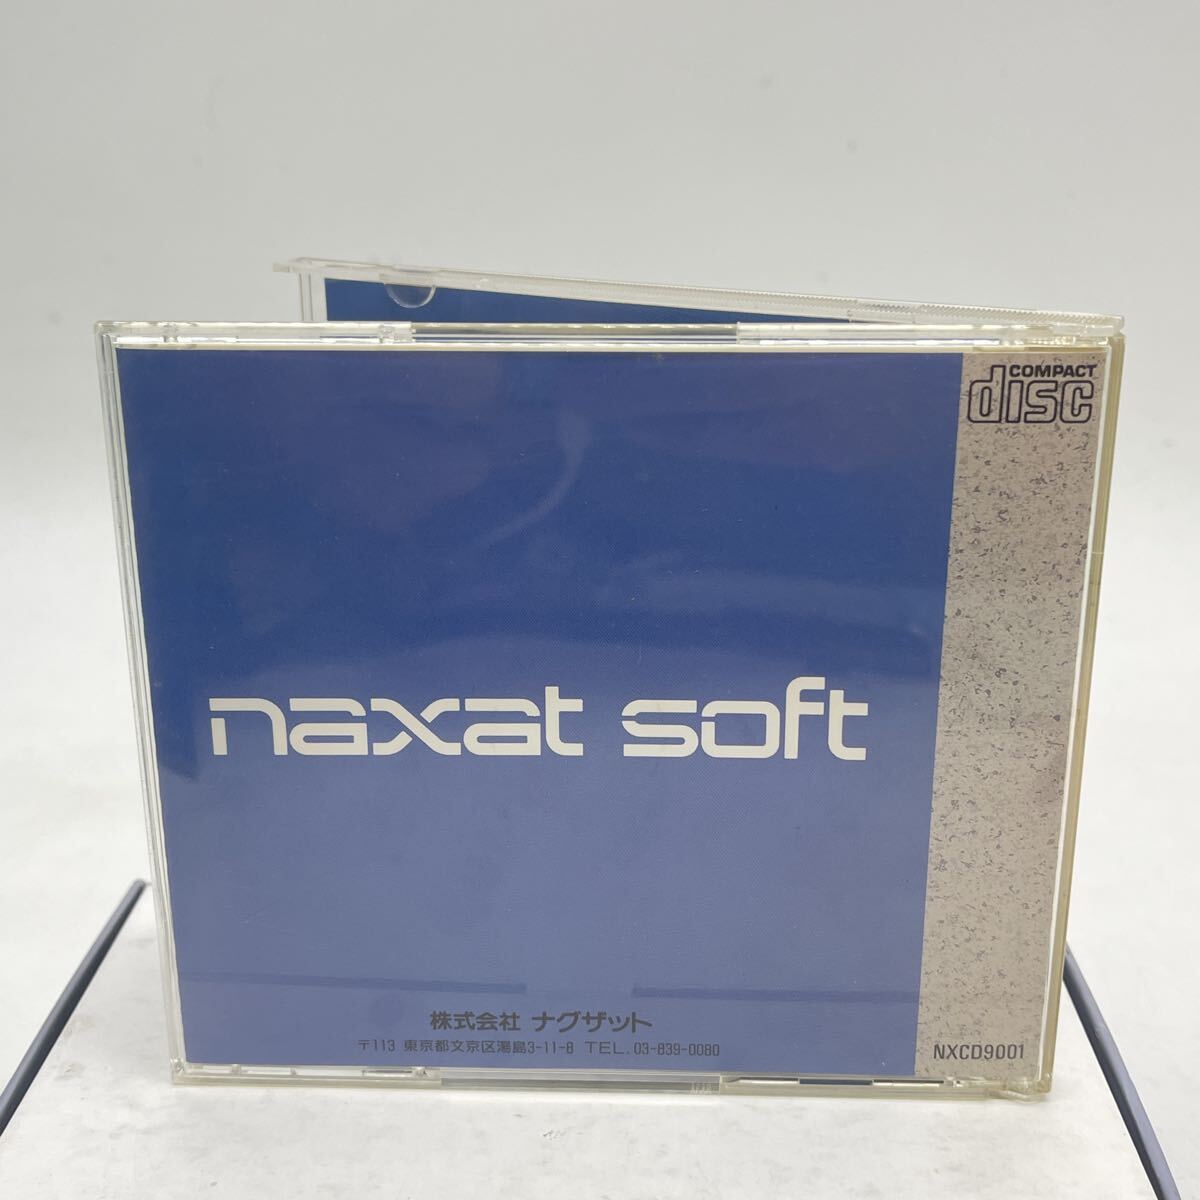 COMPACT
disc
naxat soft
株式会社 ナグザット
〒113 東京都文京区湯島3-11-8 TEL. 03-839-0080
NXCD9001